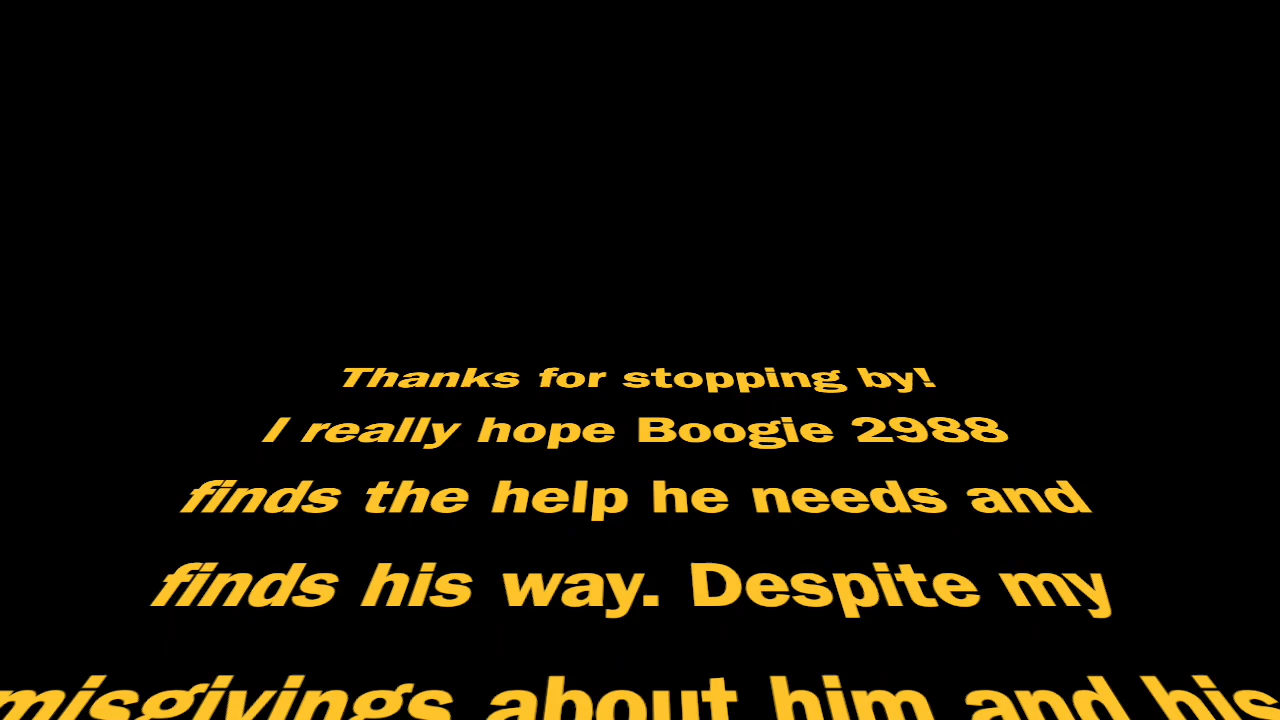 Thanks for stopping by!
I really hope Boogie 2988
finds the help he needs and
finds his way. Despite my
misgivings about him and his